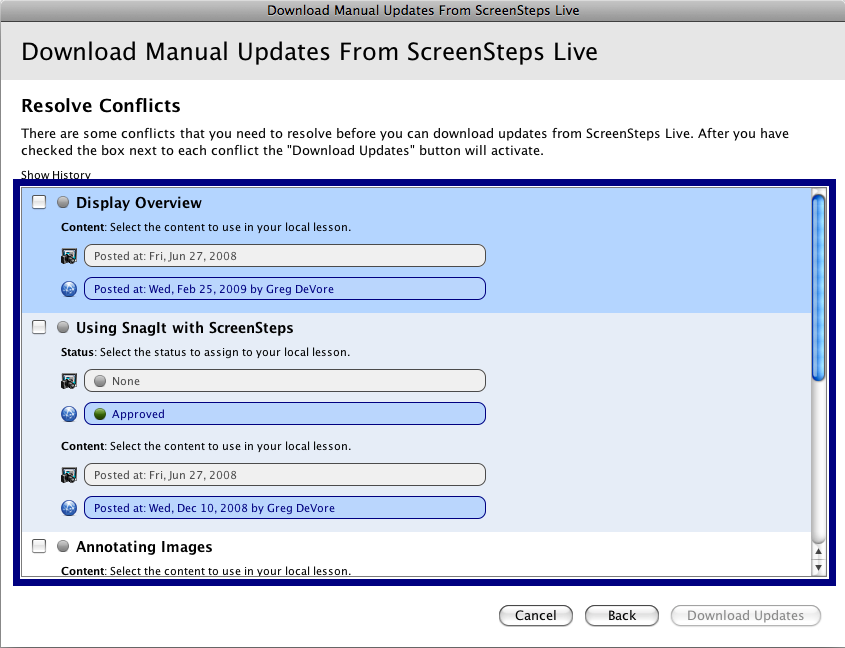 Download Manual Updates From ScreenSteps Live
Download Manual Updates From ScreenSteps Live
Resolve Conflicts
There are some conflicts that you need to resolve before you can download updates from ScreenSteps Live. After you have
checked the box next to each conflict the "Download Updates" button will activate.
Show History
Display Overview
Content: Select the content to use in your local lesson.
Posted at: Fri, Jun 27, 2008
Posted at: Wed, Feb 25, 2009 by Greg DeVore
Using SnagIt with ScreenSteps
Status: Select the status to assign to your local lesson.
None
Approved
Content: Select the content to use in your local lesson.
Posted at: Fri, Jun 27, 2008
Posted at: Wed, Dec 10, 2008 by Greg DeVore
Annotating Images
Content: Select the content to use in your local lesson.
Cancel Back Download Updates